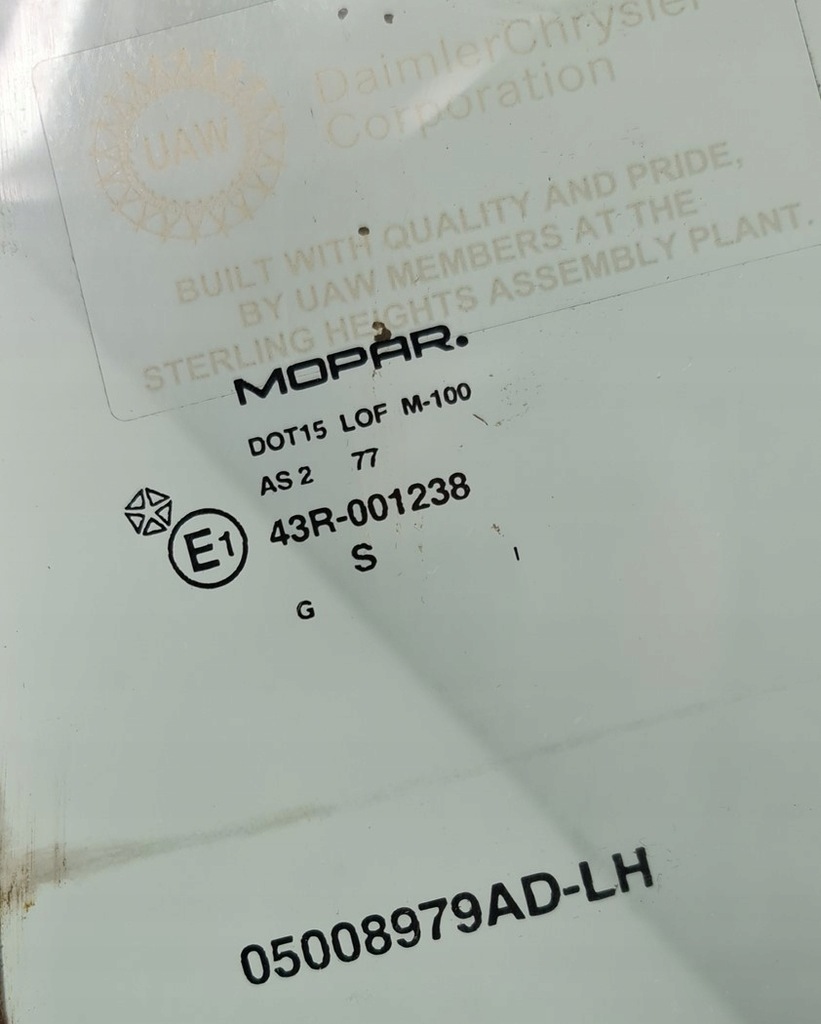 DaimlerChrysler
Corporation
UAW
BUILT WITH QUALITY AND PRIDE,
BY UAW MEMBERS AT THE
STERLING HEIGHTS ASSEMBLY PLANT.
MOPAR.
DOT15 LOF M-100
AS 2 77
E1 43R-001238
S I
G
05008979AD-LH